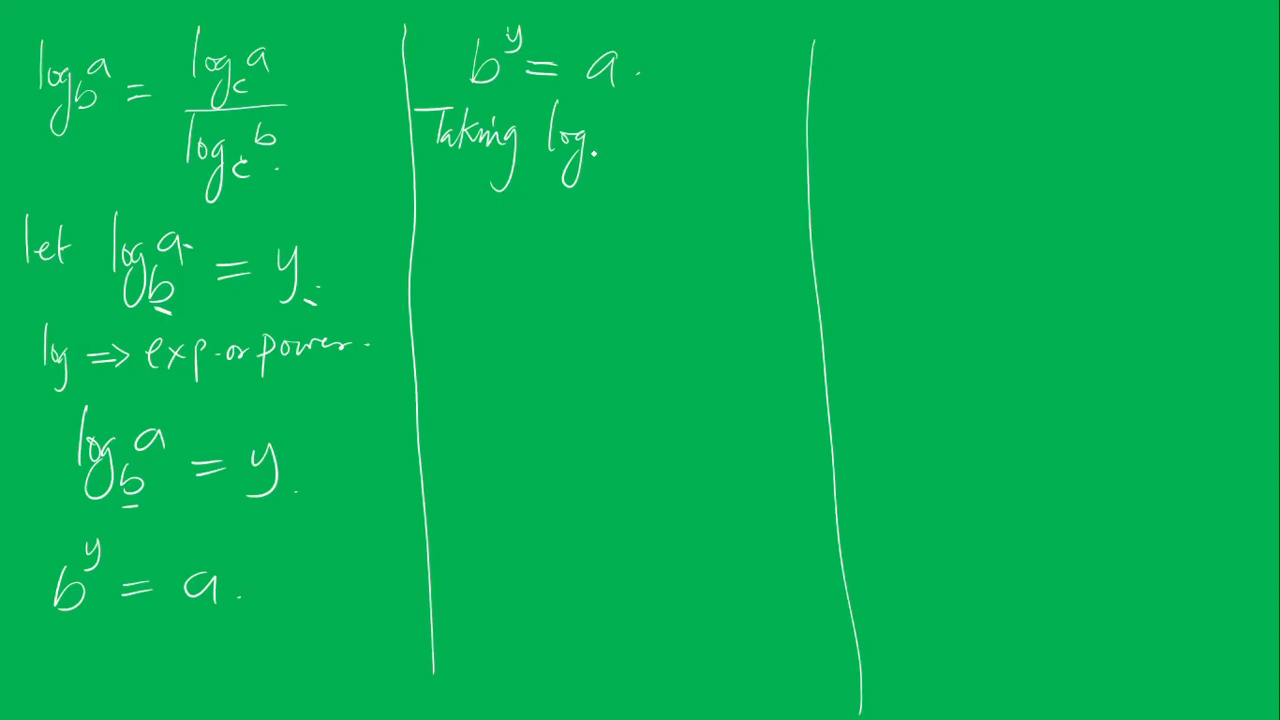 log_b^a = log_c^a / log_c^b.
let log_b^a = y.
log => exp. or power.
log_b^a = y.
b^y = a.
b^y = a.
Taking log